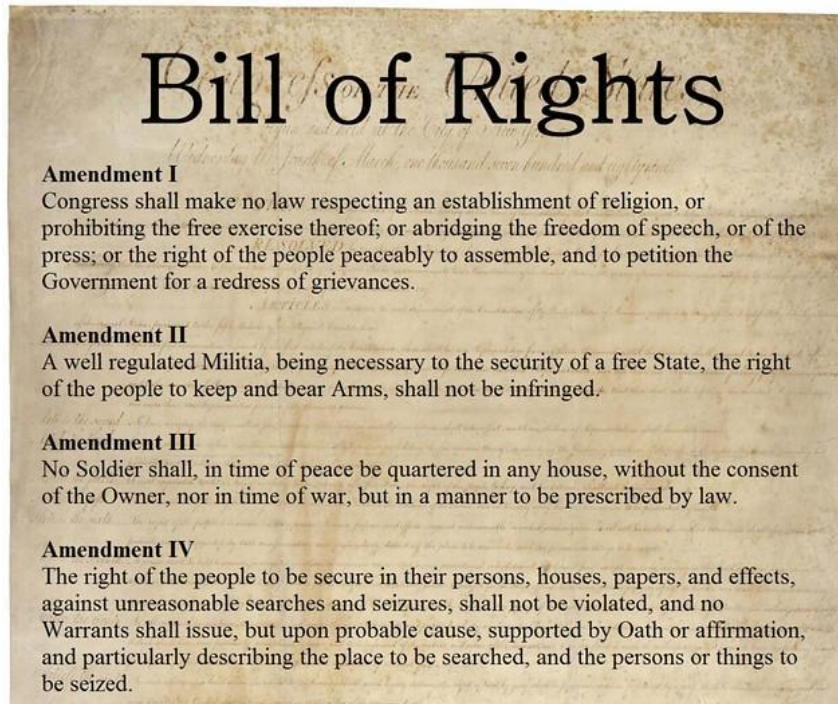 Bill of Rights
Amendment I
Congress shall make no law respecting an establishment of religion, or
prohibiting the free exercise thereof; or abridging the freedom of speech, or of the
press; or the right of the people peaceably to assemble, and to petition the
Government for a redress of grievances.
Amendment II
A well regulated Militia, being necessary to the security of a free State, the right
of the people to keep and bear Arms, shall not be infringed.
Amendment III
No Soldier shall, in time of peace be quartered in any house, without the consent
of the Owner, nor in time of war, but in a manner to be prescribed by law.
Amendment IV
The right of the people to be secure in their persons, houses, papers, and effects,
against unreasonable searches and seizures, shall not be violated, and no
Warrants shall issue, but upon probable cause, supported by Oath or affirmation,
and particularly describing the place to be searched, and the persons or things to
be seized.